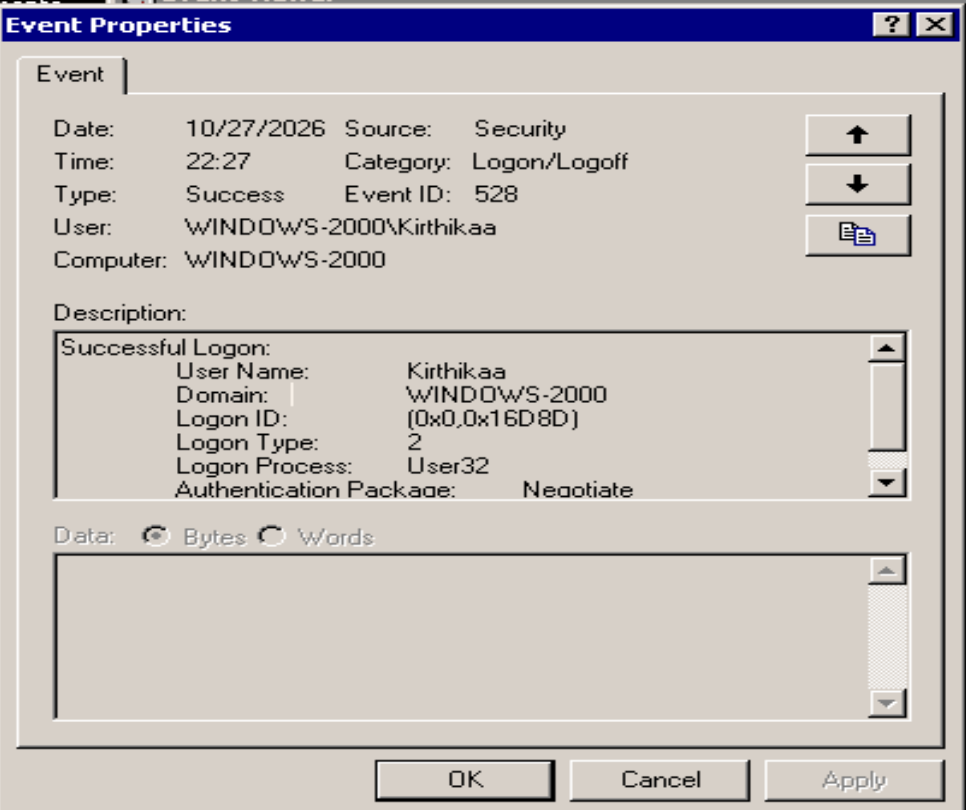 Event Properties
Event
Date: 10/27/2026 Source: Security
Time: 22:27 Category: Logon/Logoff
Type: Success Event ID: 528
User: WINDOWS-2000\Kirthikaa
Computer: WINDOWS-2000
Description:
Successful Logon:
User Name: Kirthikaa
Domain: WINDOWS-2000
Logon ID: (0x0,0x16D8D)
Logon Type: 2
Logon Process: User32
Authentication Package: Negotiate
Data: Bytes Words
OK Cancel Apply